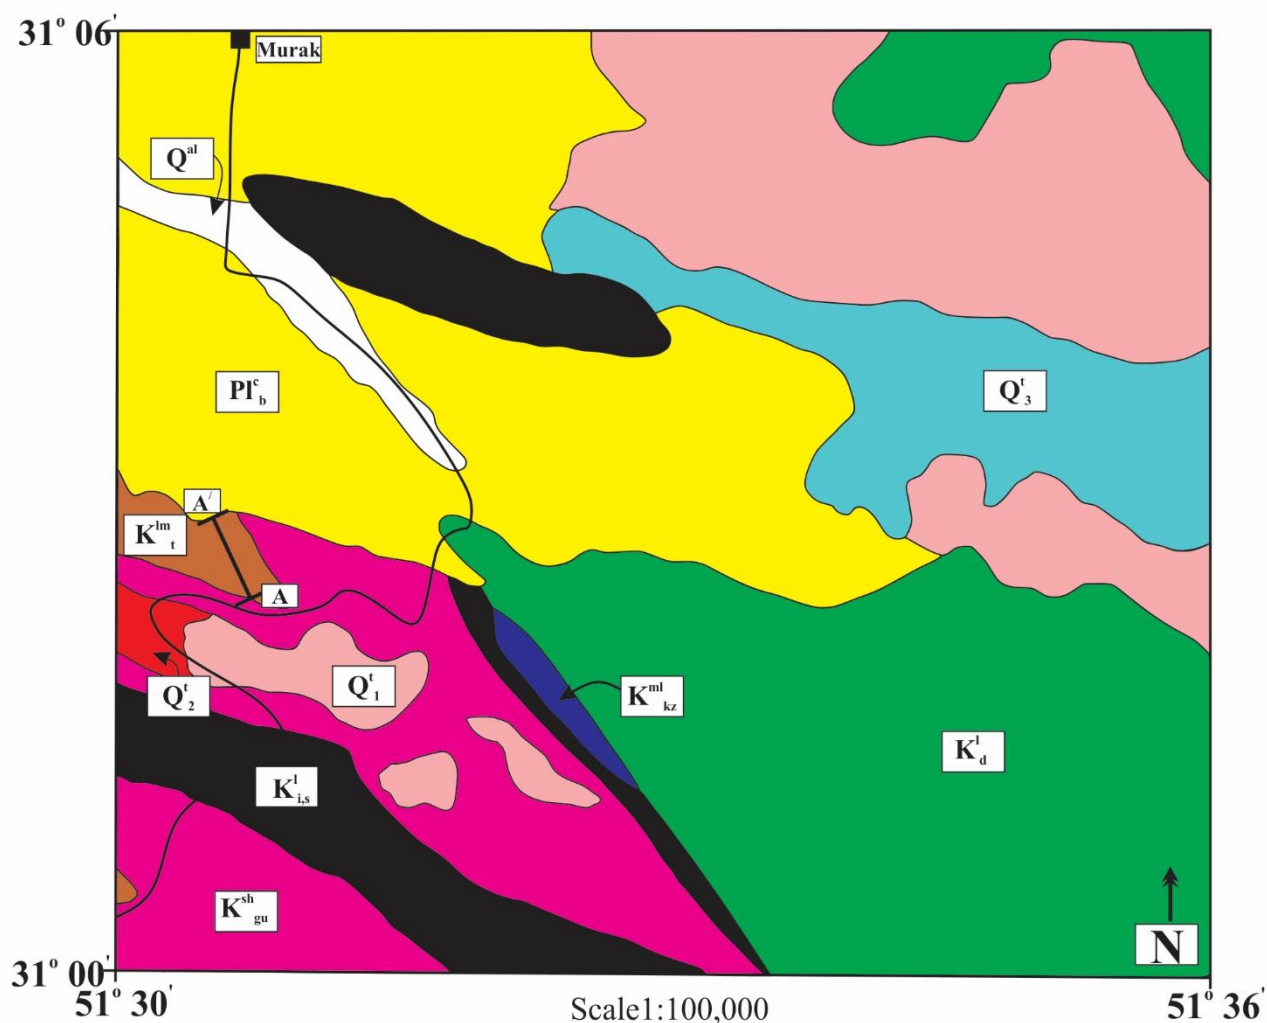 31° 06'
Murak
Q^al
Q^t_3
Pl^c_b
A'
K^lm_t
A
Q^t_2
Q^t_1
K^ml_kz
K^l_d
K^l_i,s
K^sh_gu
N
31° 00'
51° 30'
Scale1:100,000
51° 36'